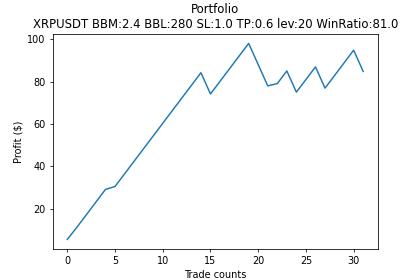 Portfolio
XRPUSDT BBM:2.4 BBL:280 SL:1.0 TP:0.6 lev:20 WinRatio:81.0
100
80
60
40
20
Profit ($)
0 5 10 15 20 25 30
Trade counts